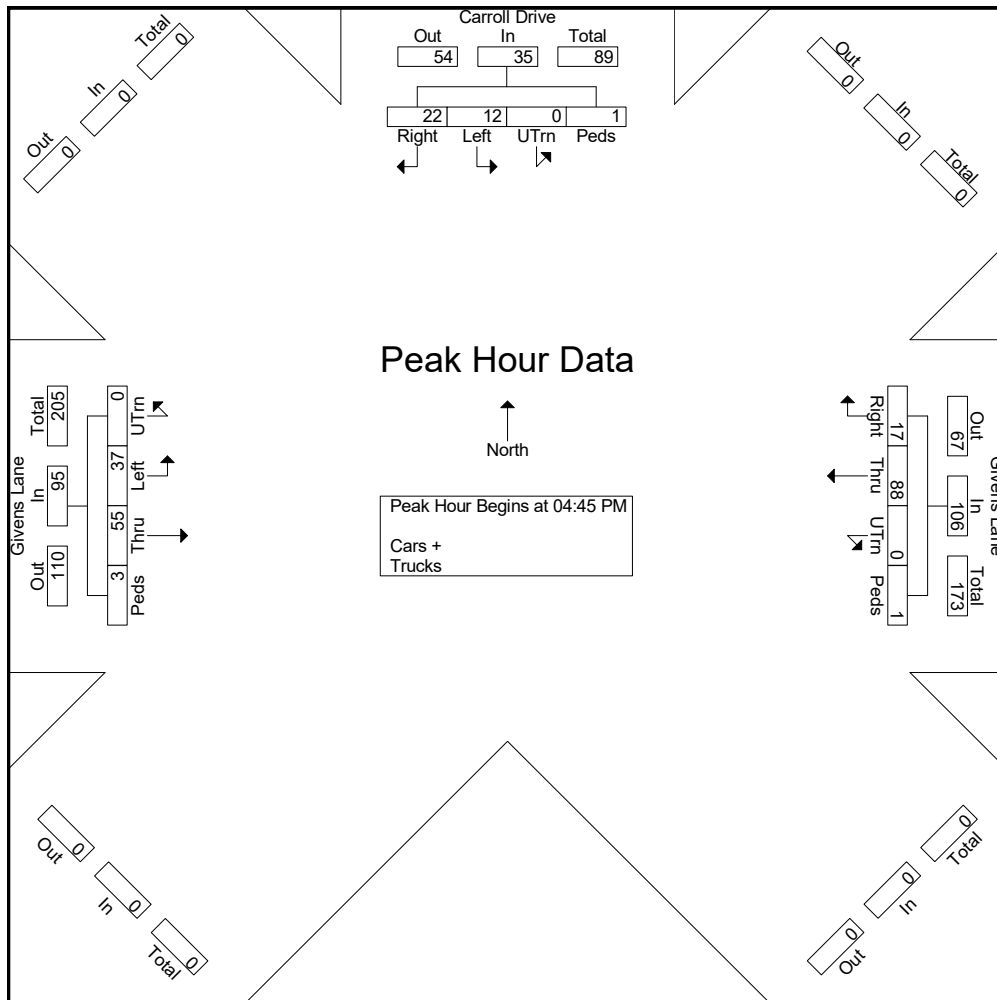 Carroll Drive
Out In Total
54 35 89
22 12 0 1
Right Left UTrn Peds
Total 0
In 0
Out 0
Out 0
In 0
Total 0
Peak Hour Data
North
Peak Hour Begins at 04:45 PM
Cars +
Trucks
Givens Lane
Out In Total
110 95 205
3 55 37 0
Peds Thru Left UTrn
Givens Lane
Out In Total
67 106 173
17 88 0 1
Right Thru UTrn Peds
Out 0
In 0
Total 0
Total 0
In 0
Out 0